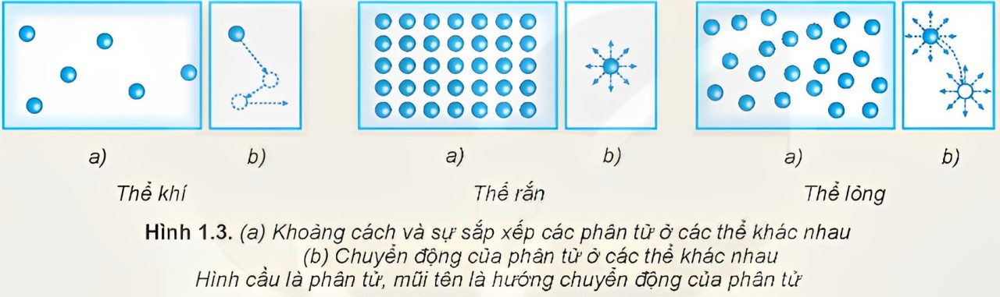 a) b) a) b) a) b)
Thể khí Thể rắn Thể lỏng
Hình 1.3. (a) Khoảng cách và sự sắp xếp các phân tử ở các thể khác nhau
(b) Chuyển động của phân tử ở các thể khác nhau
Hình cầu là phân tử, mũi tên là hướng chuyển động của phân tử